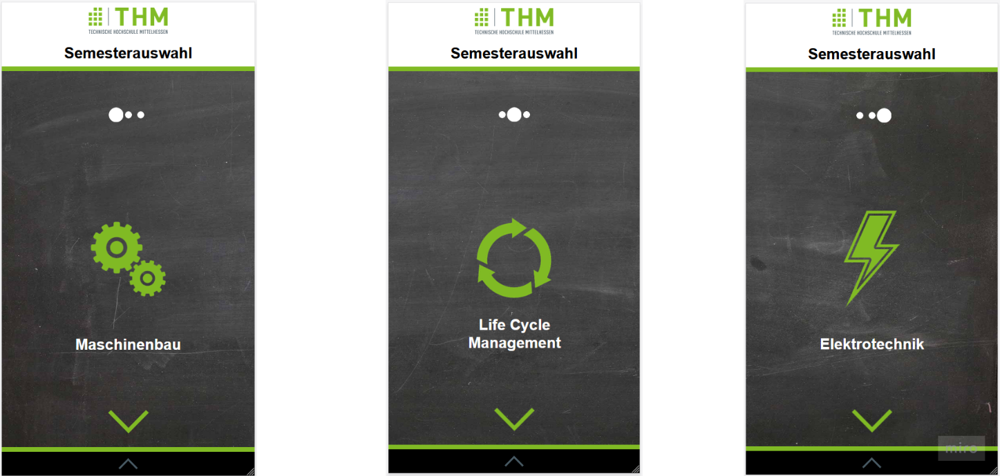 THM
TECHNISCHE HOCHSCHULE MITTELHESSEN
Semesterauswahl
Maschinenbau
THM
TECHNISCHE HOCHSCHULE MITTELHESSEN
Semesterauswahl
Life Cycle
Management
THM
TECHNISCHE HOCHSCHULE MITTELHESSEN
Semesterauswahl
Elektrotechnik
miro